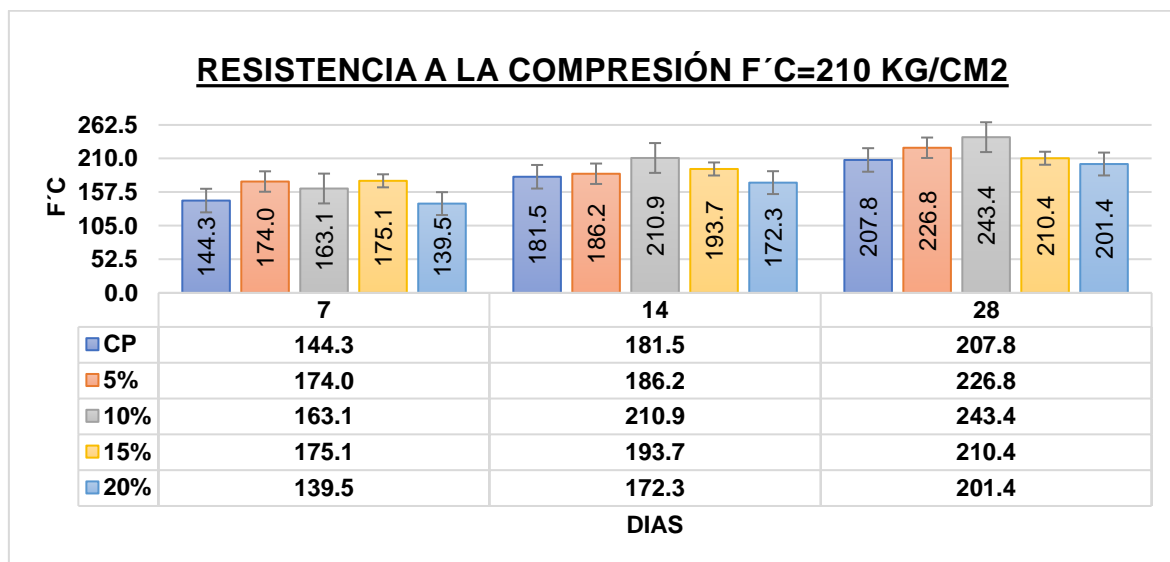 RESISTENCIA A LA COMPRESIÓN F´C=210 KG/CM2
F´C
262.5
210.0
157.5
105.0
52.5
0.0
144.3 174.0 163.1 175.1 139.5 181.5 186.2 210.9 193.7 172.3 207.8 226.8 243.4 210.4 201.4
7 14 28
CP 144.3 181.5 207.8
5% 174.0 186.2 226.8
10% 163.1 210.9 243.4
15% 175.1 193.7 210.4
20% 139.5 172.3 201.4
DIAS